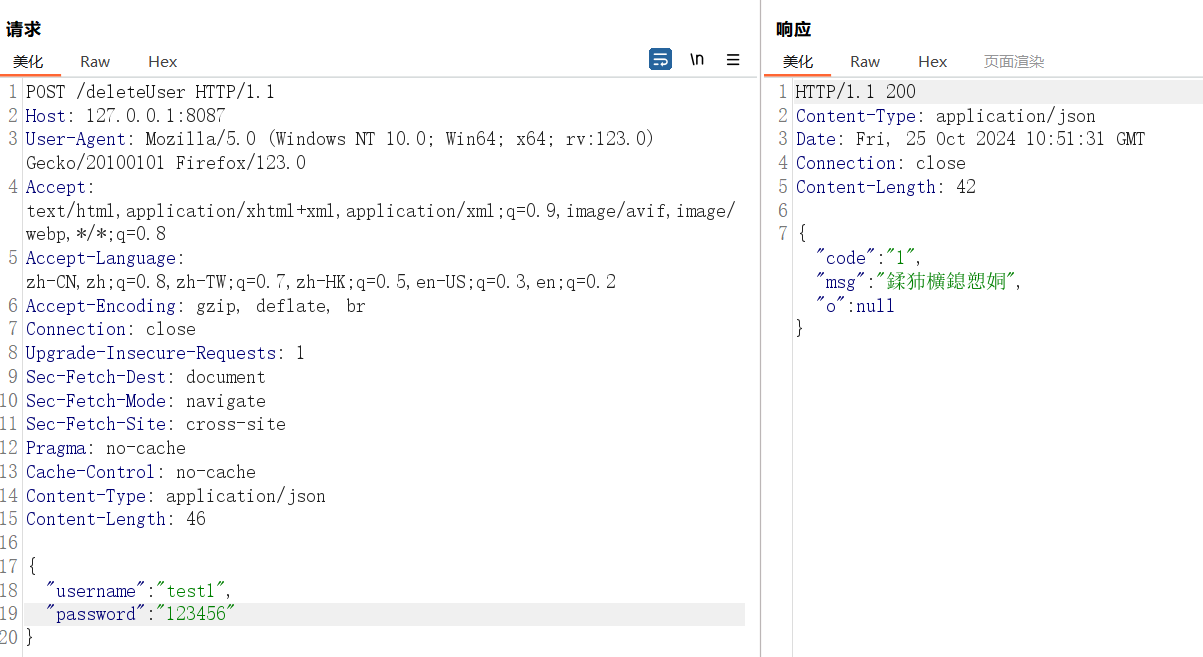 请求
美化 Raw Hex
\n
1 POST /deleteUser HTTP/1.1
2 Host: 127.0.0.1:8087
3 User-Agent: Mozilla/5.0 (Windows NT 10.0; Win64; x64; rv:123.0)
Gecko/20100101 Firefox/123.0
4 Accept:
text/html,application/xhtml+xml,application/xml;q=0.9,image/avif,image/
webp,*/*;q=0.8
5 Accept-Language:
zh-CN,zh;q=0.8,zh-TW;q=0.7,zh-HK;q=0.5,en-US;q=0.3,en;q=0.2
6 Accept-Encoding: gzip, deflate, br
7 Connection: close
8 Upgrade-Insecure-Requests: 1
9 Sec-Fetch-Dest: document
10 Sec-Fetch-Mode: navigate
11 Sec-Fetch-Site: cross-site
12 Pragma: no-cache
13 Cache-Control: no-cache
14 Content-Type: application/json
15 Content-Length: 46
16
17 {
18 "username":"test1",
19 "password":"123456"
20 }
响应
美化 Raw Hex 页面渲染
1 HTTP/1.1 200
2 Content-Type: application/json
3 Date: Fri, 25 Oct 2024 10:51:31 GMT
4 Connection: close
5 Content-Length: 42
6
7 {
"code":"1",
"msg":"",
"o":null
}